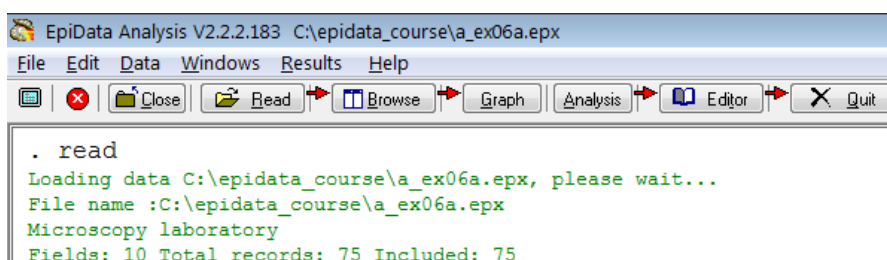 EpiData Analysis V2.2.2.183 C:\epidata_course\a_ex06a.epx
File Edit Data Windows Results Help
Close Read Browse Graph Analysis Editor Quit
. read
Loading data C:\epidata_course\a_ex06a.epx, please wait...
File name :C:\epidata_course\a_ex06a.epx
Microscopy laboratory
Fields: 10 Total records: 75 Included: 75